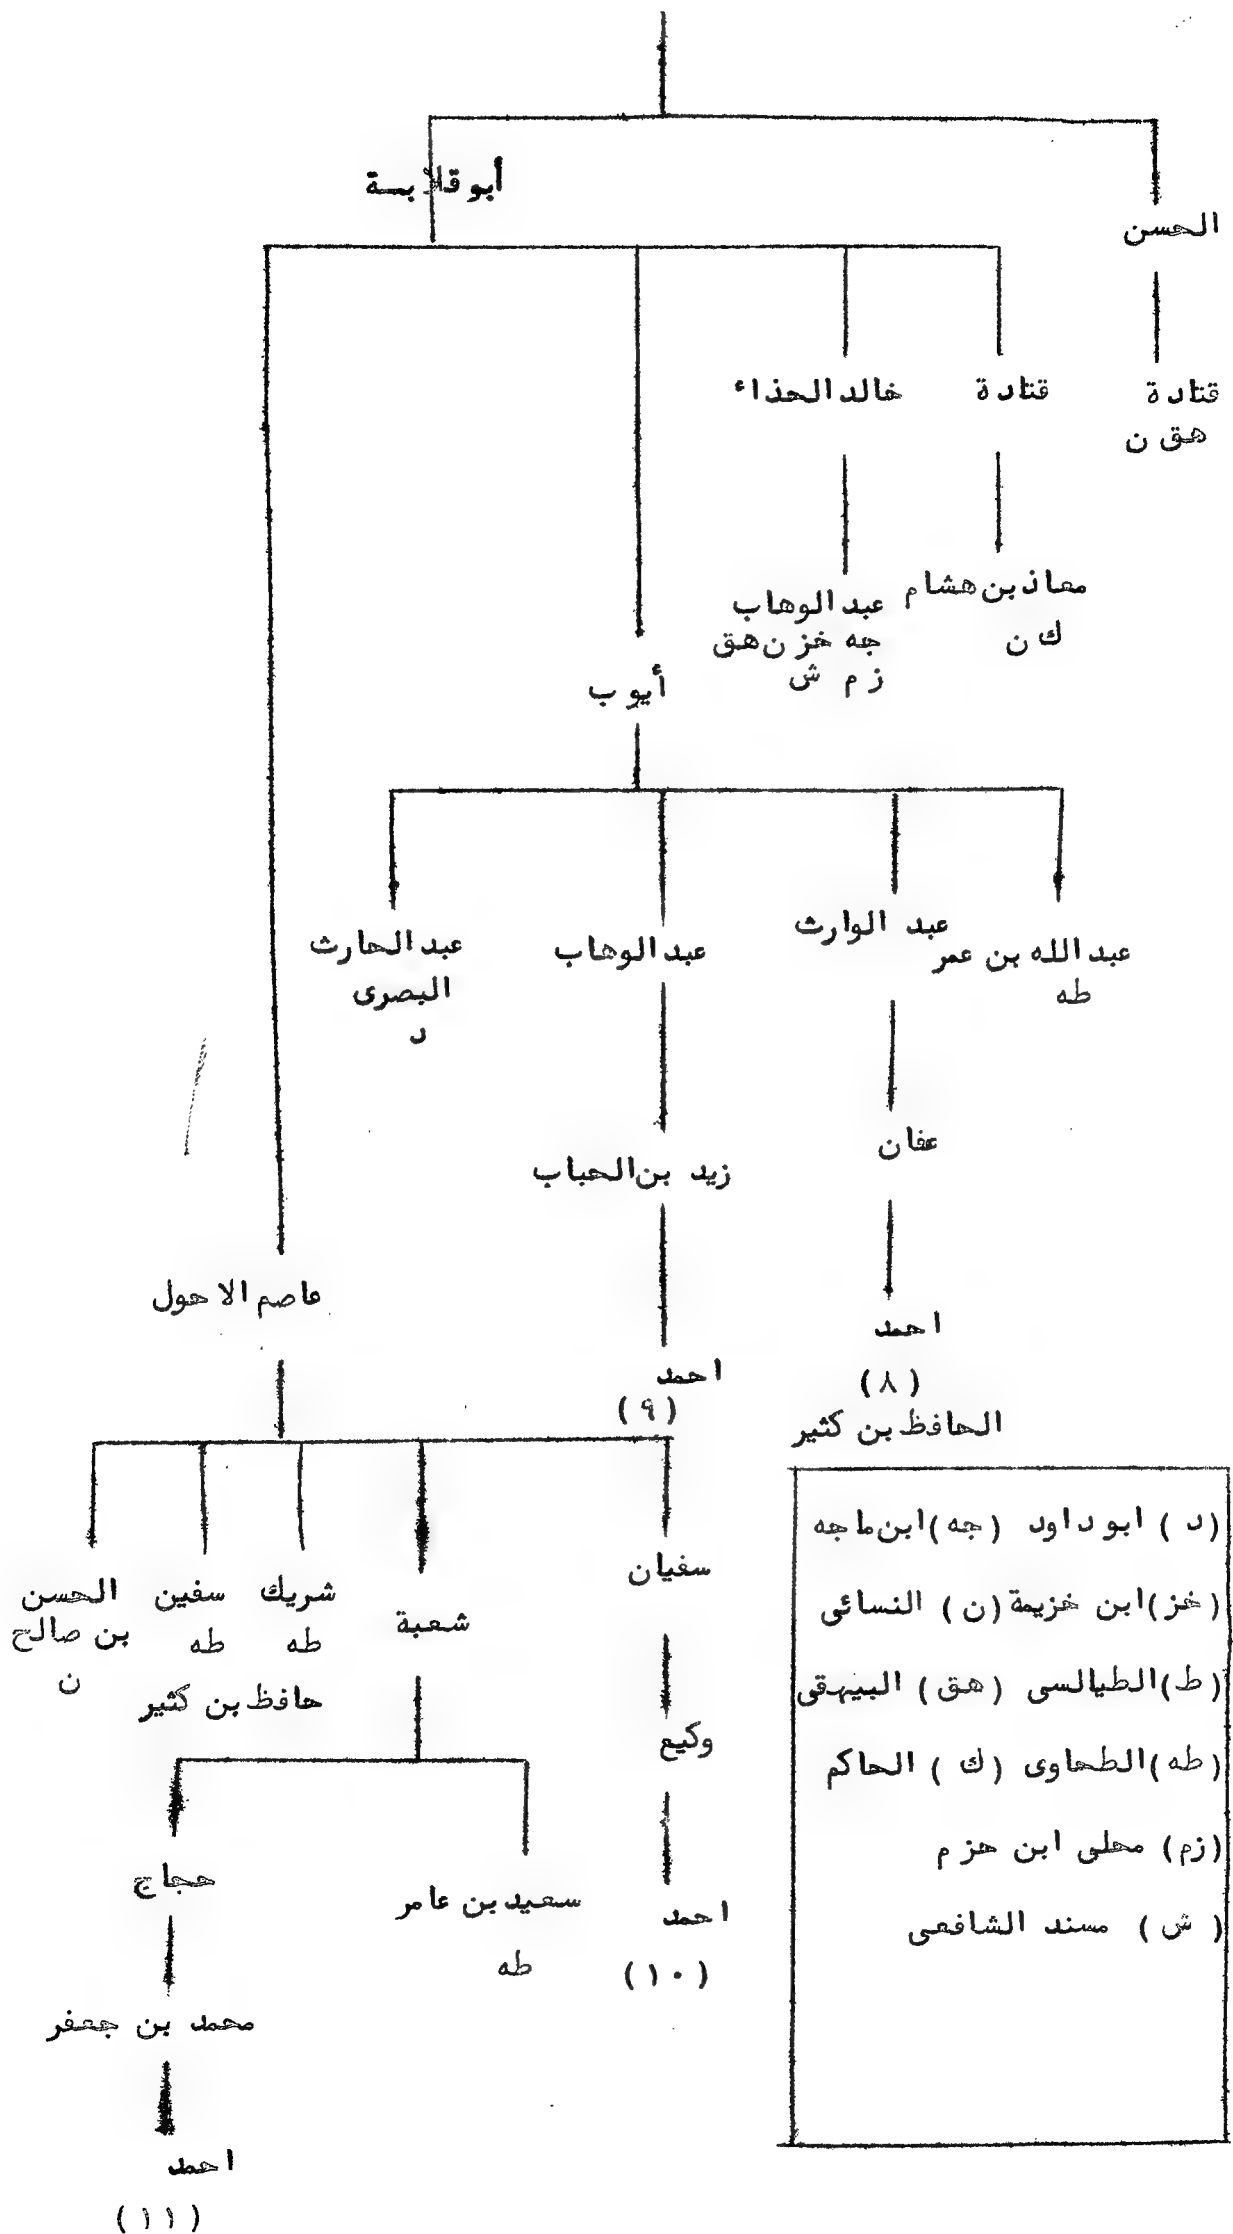 أبو قلابـة
الحسن
قتادة
هق ن
قتادة
خالد الحذاء
معاذ بن هشام
ك ن
عبد الوهاب
جه خز ن هق
ز م ش
أيوب
عبد الله بن عمر
طه
عبد الوارث
عبد الوهاب
عبد الحارث
البصرى
د
عفان
زيد بن الحباب
عاصم الاحول
احمد
(٨)
الحافظ بن كثير
احمد
(٩)
سفيان
شعبة
شريك
طه
سفين
طه
حافظ بن كثير
الحسن
بن صالح
ن
وكيع
احمد
(١٠)
سعيد بن عامر
طه
حجاج
محمد بن جعفر
احمد
(١١)
(د) ابو داود (جه) ابن ماجه
(خز) ابن خزيمة (ن) النسائى
(ط) الطيالسى (هق) البيهقى
(طه) الطحاوى (ك) الحاكم
(زم) محلى ابن حزم
(ش) مسند الشافعى